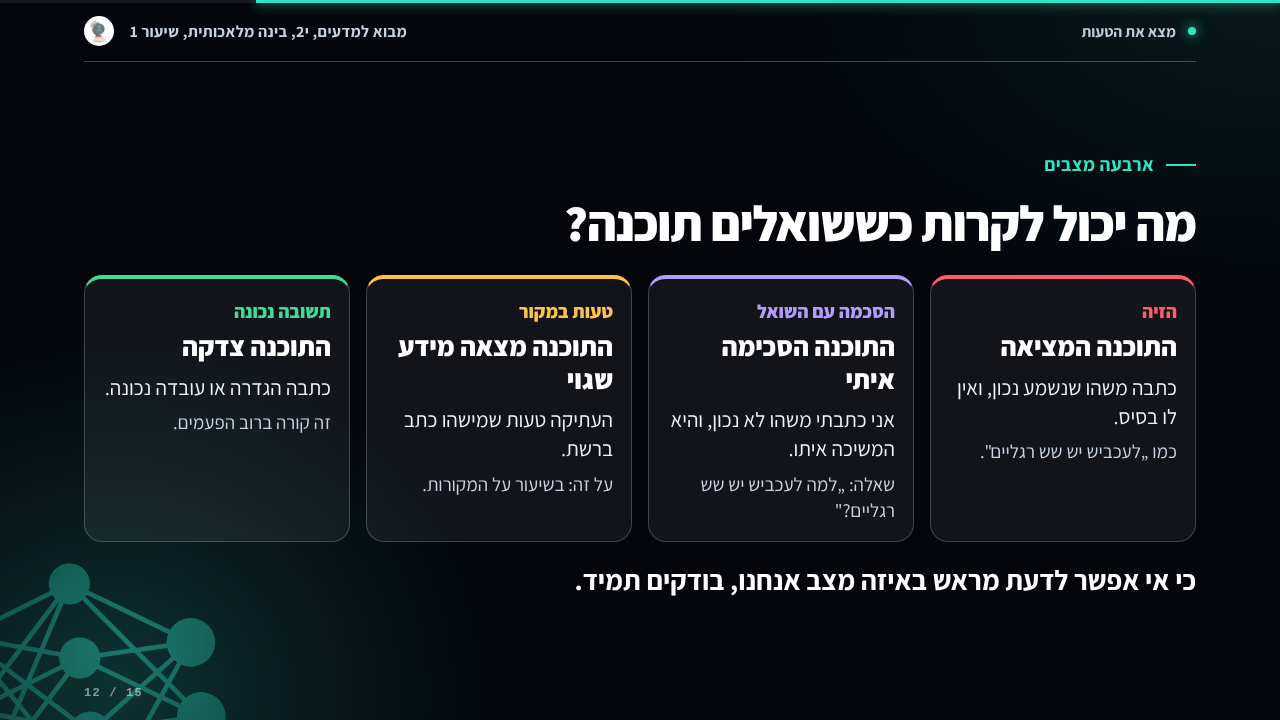 מצא את הטעות
מבוא למדעים, י2, בינה מלאכותית, שיעור 1
ארבעה מצבים
מה יכול לקרות כששואלים תוכנה?
הזיה
התוכנה המציאה
כתבה משהו שנשמע נכון, ואין
לו בסיס.
כמו „לעכביש יש שש רגליים".
הסכמה עם השואל
התוכנה הסכימה
איתי
אני כתבתי משהו לא נכון, והיא
המשיכה איתו.
שאלה: „למה לעכביש יש שש
רגליים?"
טעות במקור
התוכנה מצאה מידע
שגוי
העתיקה טעות שמישהו כתב
ברשת.
על זה: בשיעור על המקורות.
תשובה נכונה
התוכנה צדקה
כתבה הגדרה או עובדה נכונה.
זה קורה ברוב הפעמים.
כי אי אפשר לדעת מראש באיזה מצב אנחנו, בודקים תמיד.
12 / 15